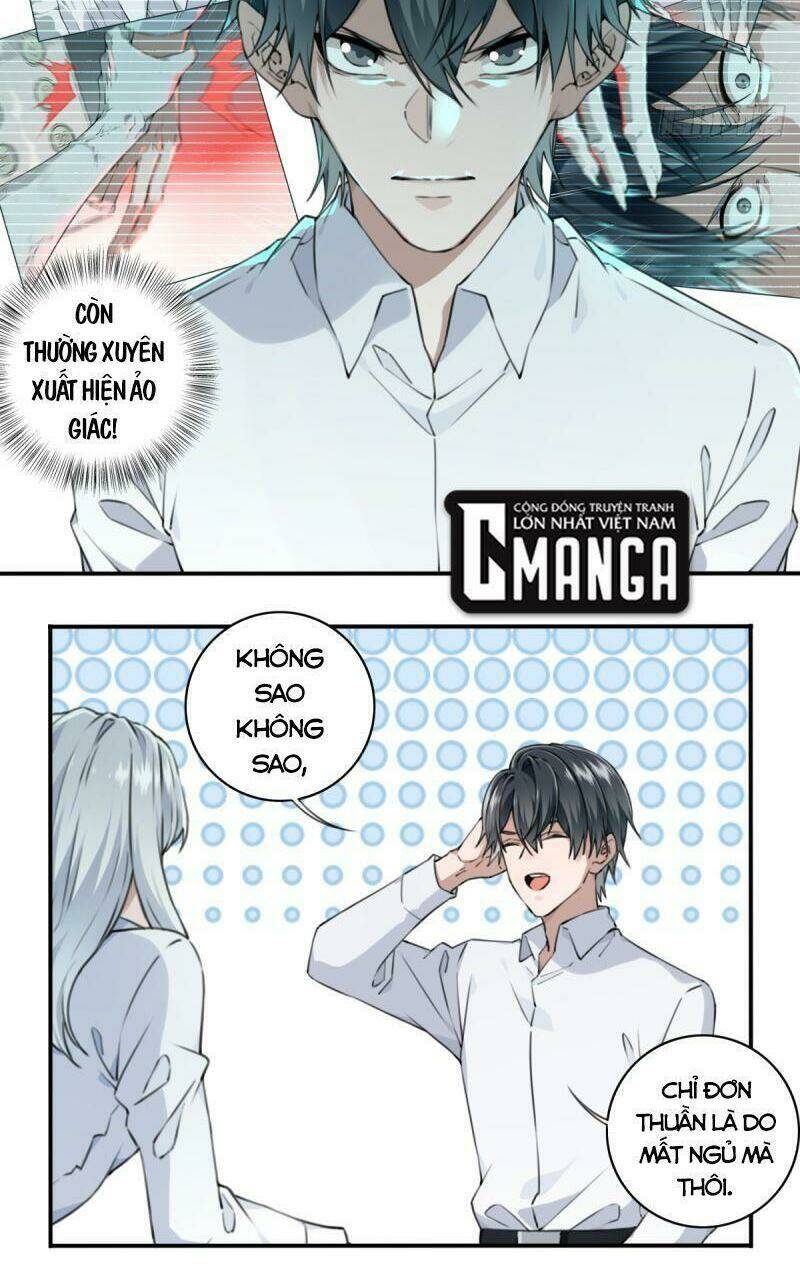 CÒN
THƯỜNG XUYÊN
XUẤT HIỆN ẢO
GIÁC!
CỘNG ĐỒNG TRUYỆN TRANH
LỚN NHẤT VIỆT NAM
CMANGA
KHÔNG
SAO
KHÔNG
SAO,
CHỈ ĐƠN
THUẦN LÀ DO
MẤT NGỦ MÀ
THÔI.